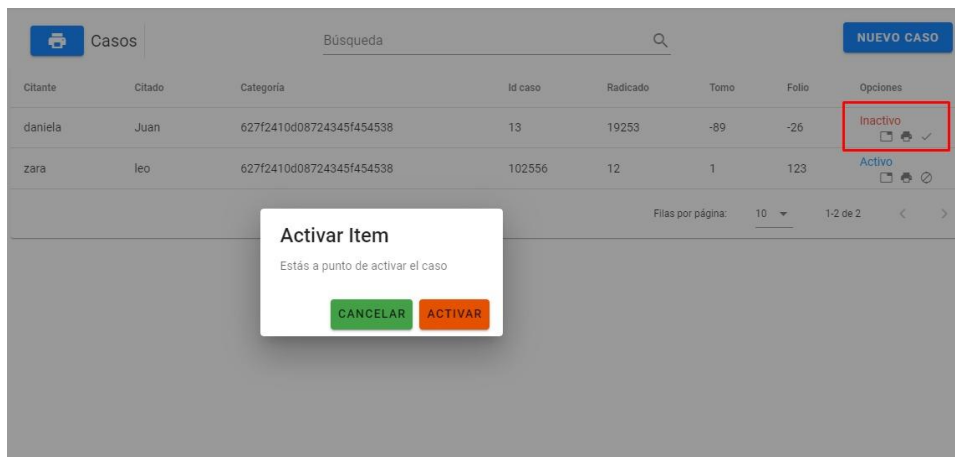 Casos Búsqueda NUEVO CASO
Citante Citado Categoría Id caso Radicado Tomo Folio Opciones
daniela Juan 627f2410d08724345f454538 13 19253 -89 -26 Inactivo
zara leo 627f2410d08724345f454538 102556 12 1 123 Activo
Filas por página: 10 1-2 de 2
Activar Item
Estás a punto de activar el caso
CANCELAR ACTIVAR